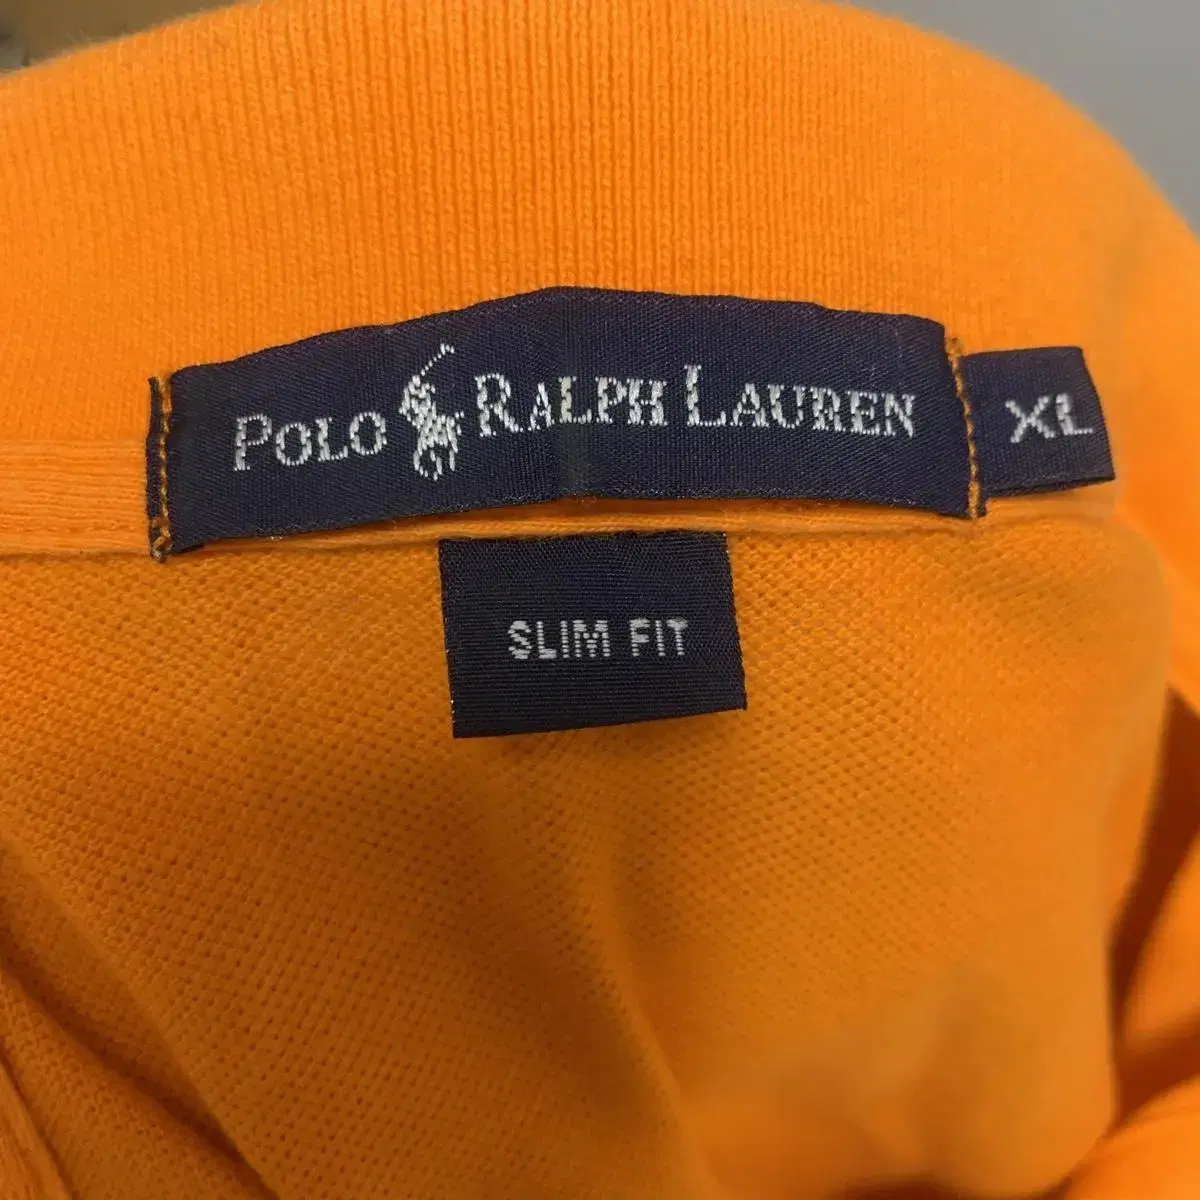 POLO RALPH LAUREN
XL
SLIM FIT